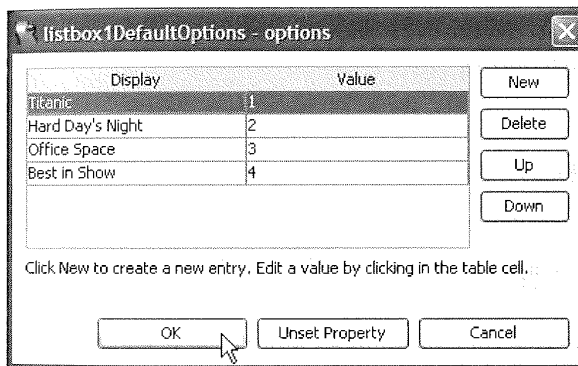 listbox1DefaultOptions - options
Display Value New
Titanic 1
Hard Day's Night 2 Delete
Office Space 3
Best in Show 4 Up
Down
Click New to create a new entry. Edit a value by clicking in the table cell.
OK Unset Property Cancel